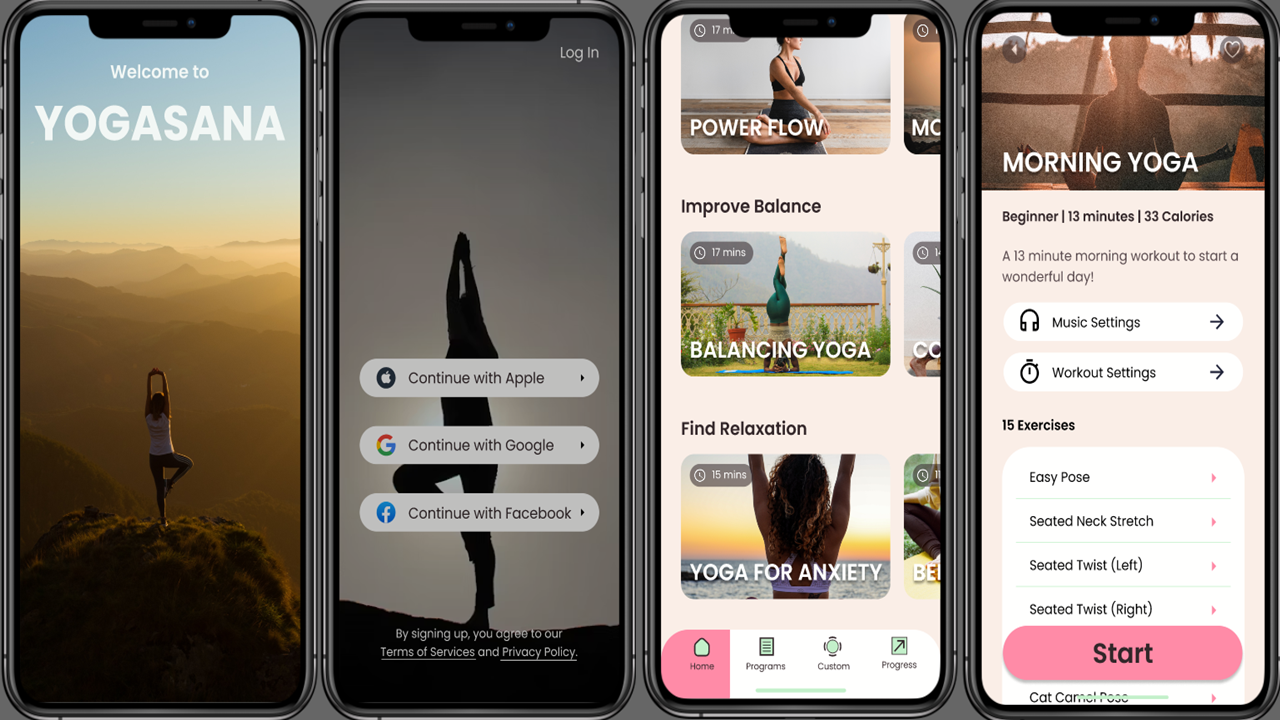 Welcome to
YOGASANA
Log In
Continue with Apple
Continue with Google
Continue with Facebook
By signing up, you agree to our
Terms of Services and Privacy Policy.
17 m
POWER FLOW
MO
Improve Balance
17 mins
BALANCING YOGA
CO
Find Relaxation
15 mins
YOGA FOR ANXIETY
BE
Home
Programs
Custom
Progress
MORNING YOGA
Beginner | 13 minutes | 33 Calories
A 13 minute morning workout to start a
wonderful day!
Music Settings
Workout Settings
15 Exercises
Easy Pose
Seated Neck Stretch
Seated Twist (Left)
Seated Twist (Right)
Start
Cat Camel Pose